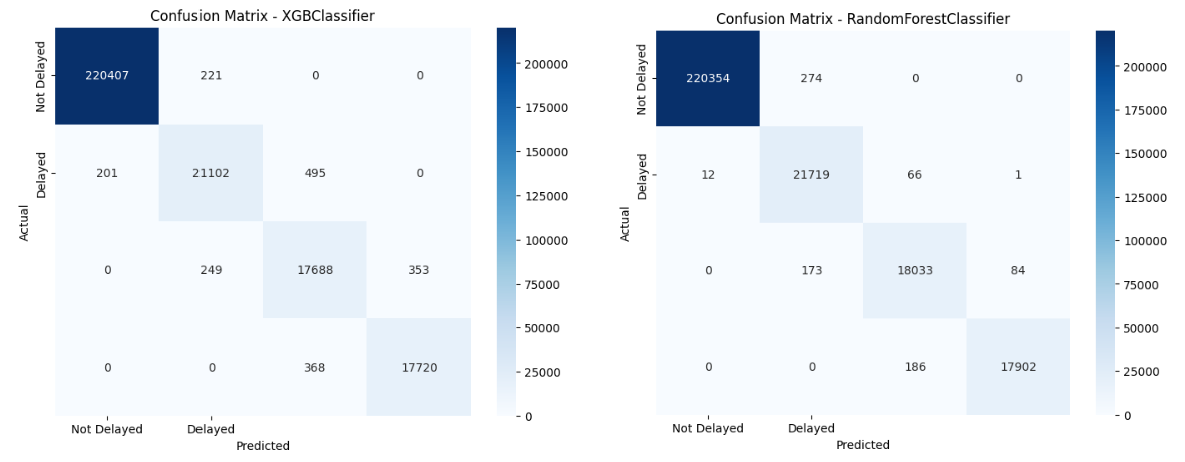 Confusion Matrix - XGBClassifier
Not Delayed
Delayed
Actual
220407 221 0 0
201 21102 495 0
0 249 17688 353
0 0 368 17720
Not Delayed Delayed
Predicted
200000
175000
150000
125000
100000
75000
50000
25000
0
Confusion Matrix - RandomForestClassifier
Not Delayed
Delayed
Actual
220354 274 0 0
12 21719 66 1
0 173 18033 84
0 0 186 17902
Not Delayed Delayed
Predicted
200000
175000
150000
125000
100000
75000
50000
25000
0